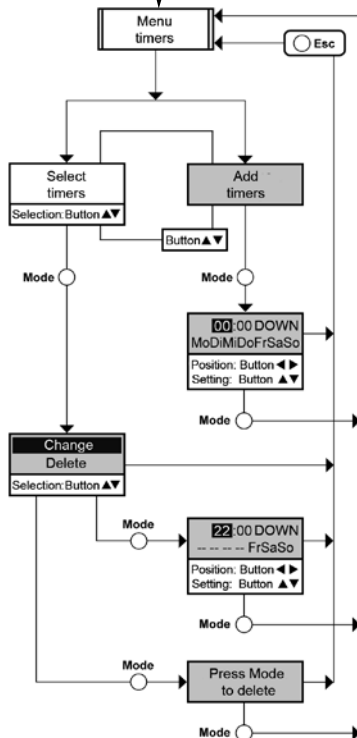 Menu
timers
Esc
Select
timers
Selection: Button ▲▼
Add
timers
Button ▲▼
Mode
Mode
00:00 DOWN
MoDiMiDoFrSaSo
Position: Button ◀ ▶
Setting: Button ▲▼
Mode
Change
Delete
Selection: Button ▲▼
Mode
22:00 DOWN
-- -- -- -- FrSaSo
Position: Button ◀ ▶
Setting: Button ▲▼
Mode
Mode
Press Mode
to delete
Mode